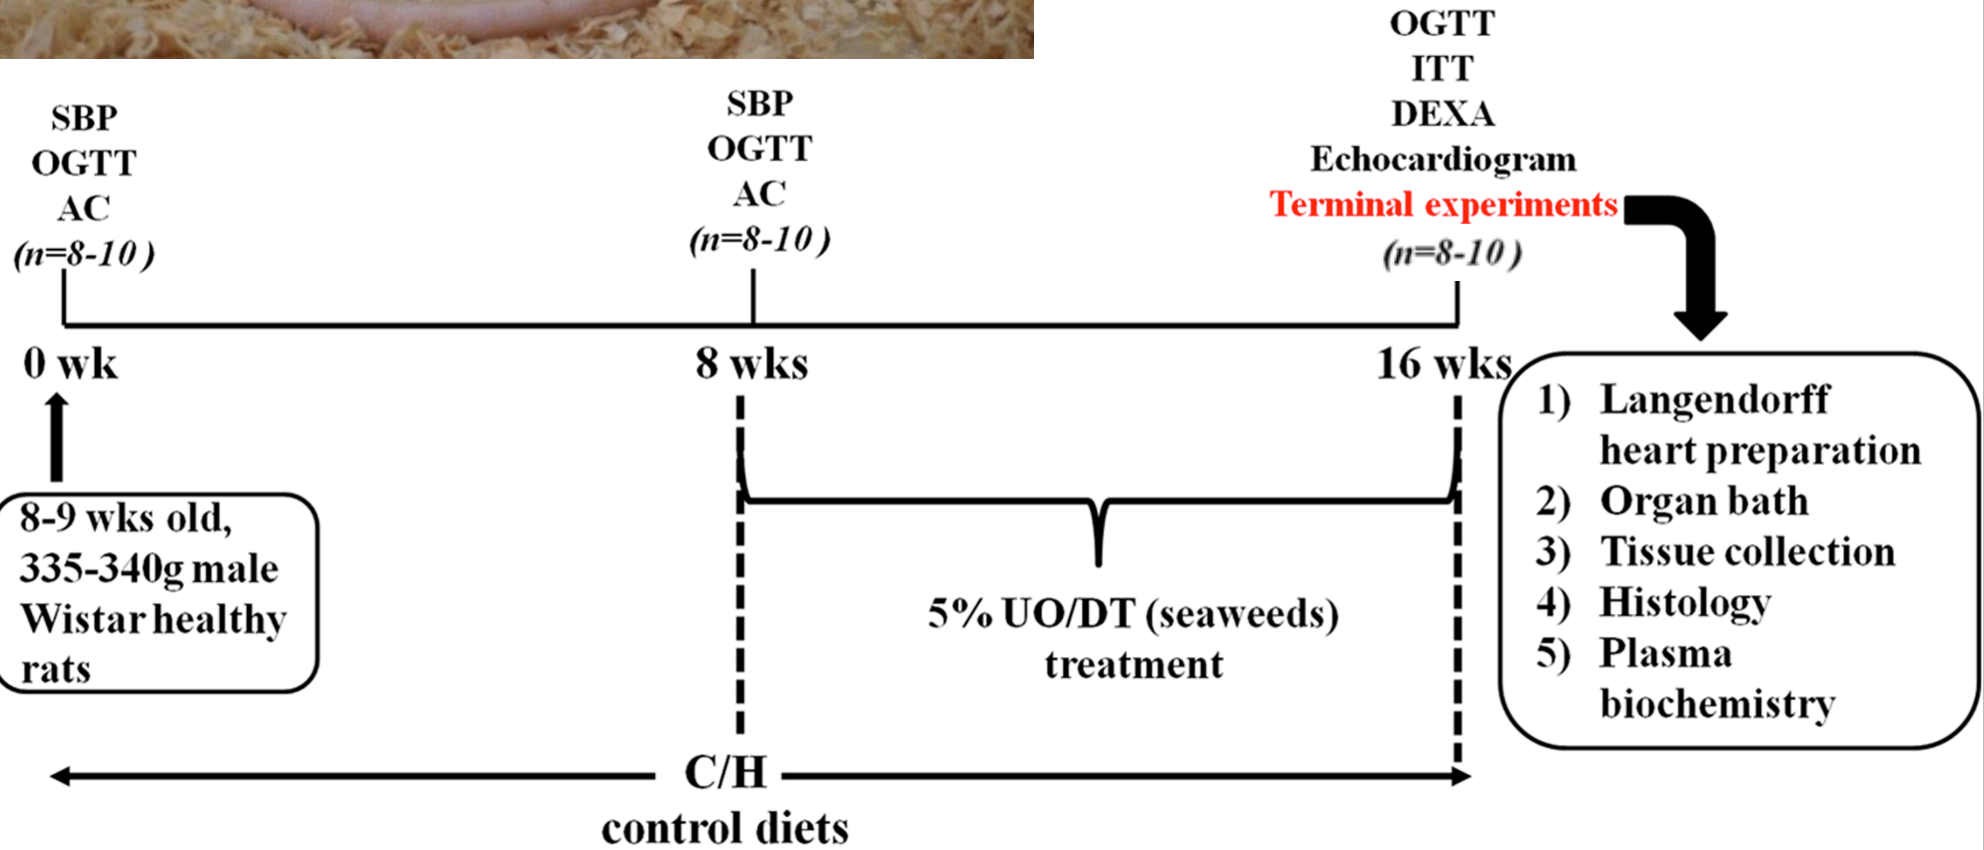 SBP
OGTT
AC
(n=8-10 )
SBP
OGTT
AC
(n=8-10 )
OGTT
ITT
DEXA
Echocardiogram
Terminal experiments
(n=8-10 )
0 wk
8 wks
16 wks
8-9 wks old,
335-340g male
Wistar healthy
rats
5% UO/DT (seaweeds)
treatment
1) Langendorff
heart preparation
2) Organ bath
3) Tissue collection
4) Histology
5) Plasma
biochemistry
C/H
control diets